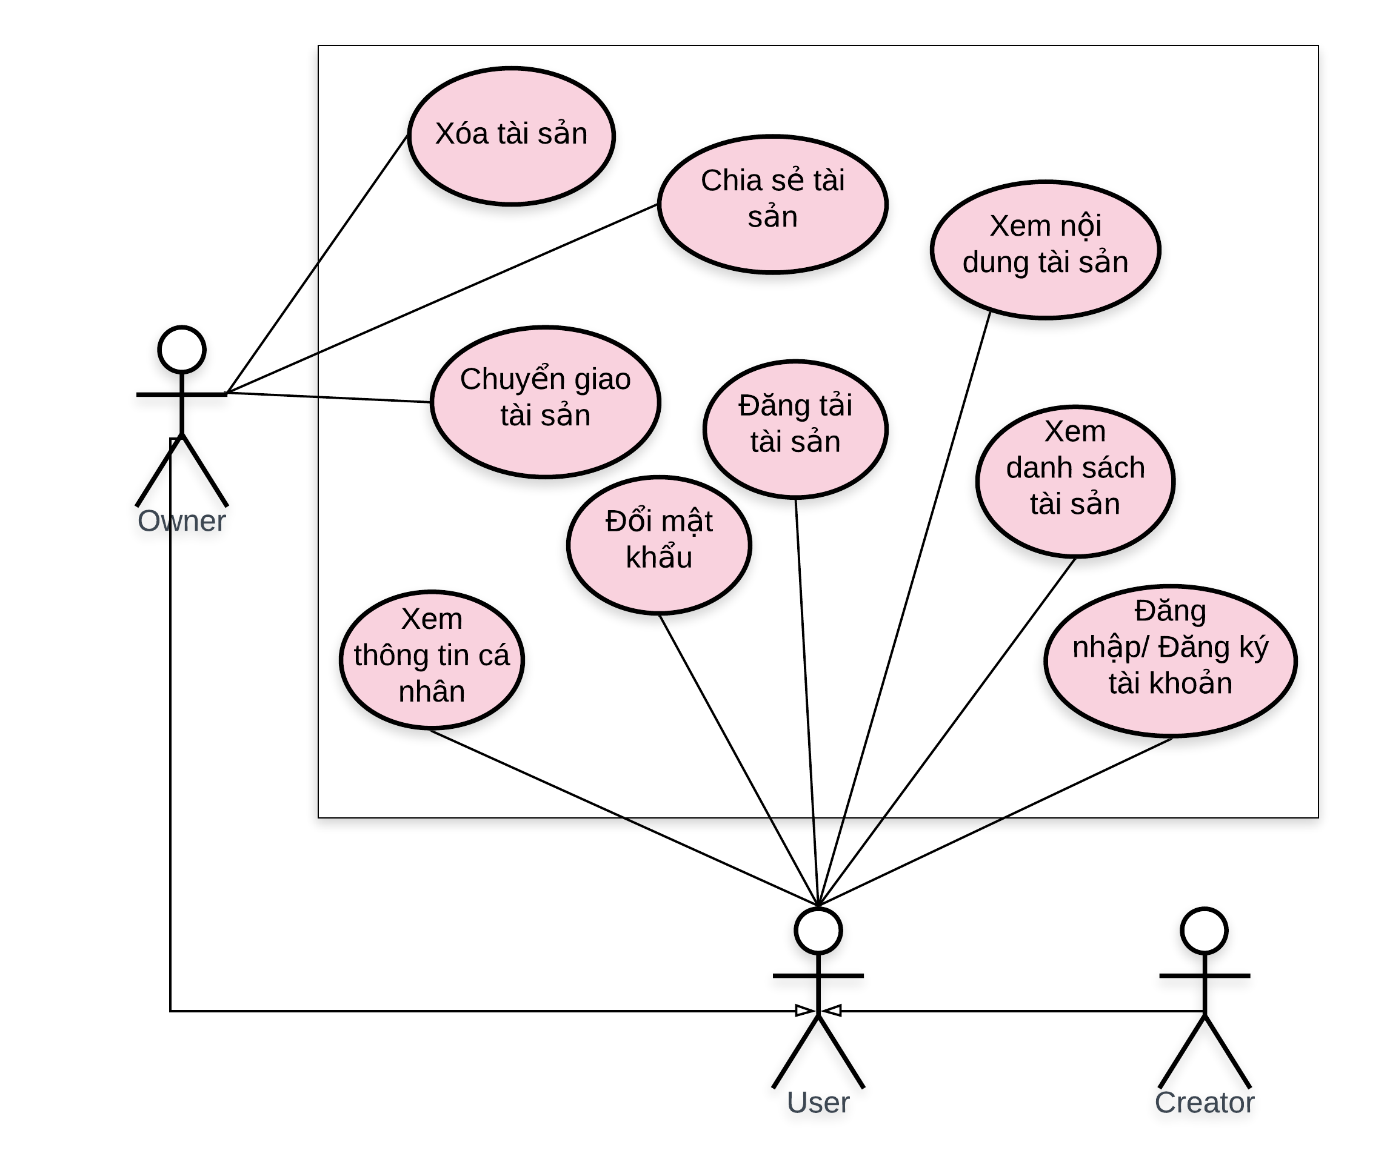 Xóa tài sản
Chia sẻ tài
sản
Xem nội
dung tài sản
Chuyển giao
tài sản
Đăng tải
tài sản
Xem
danh sách
tài sản
Owner
Đổi mật
khẩu
Xem
thông tin cá
nhân
Đăng
nhập/ Đăng ký
tài khoản
User
Creator